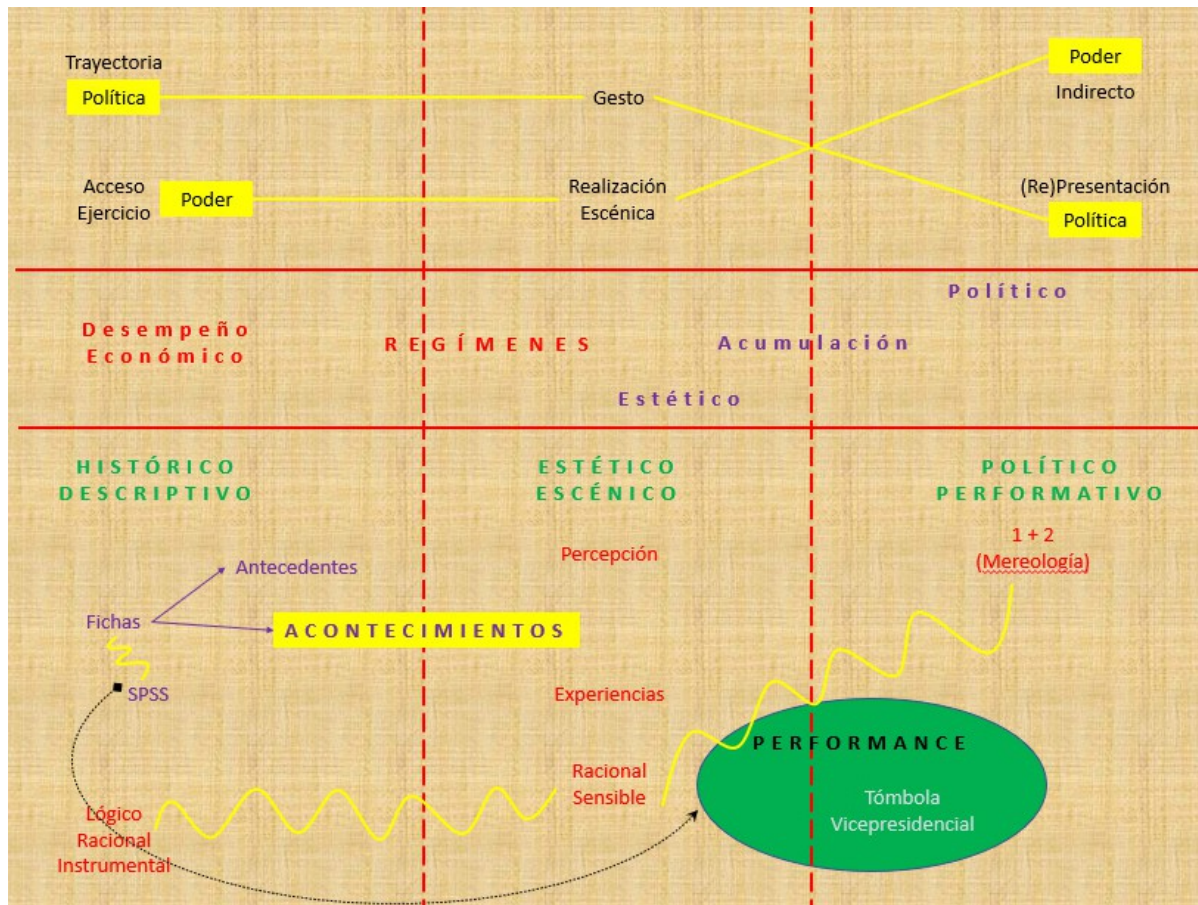 Trayectoria
Política
Gesto
Poder
Indirecto
Acceso
Ejercicio
Poder
Realización
Escénica
(Re)Presentación
Política
Político
Desempeño
Económico
REGÍMENES
Acumulación
Estético
HISTÓRICO
DESCRIPTIVO
ESTÉTICO
ESCÉNICO
POLÍTICO
PERFORMATIVO
1 + 2
(Mereología)
Percepción
Antecedentes
Fichas
ACONTECIMIENTOS
SPSS
Experiencias
PERFORMANCE
Racional
Sensible
Tómbola
Vicepresidencial
Lógico
Racional
Instrumental